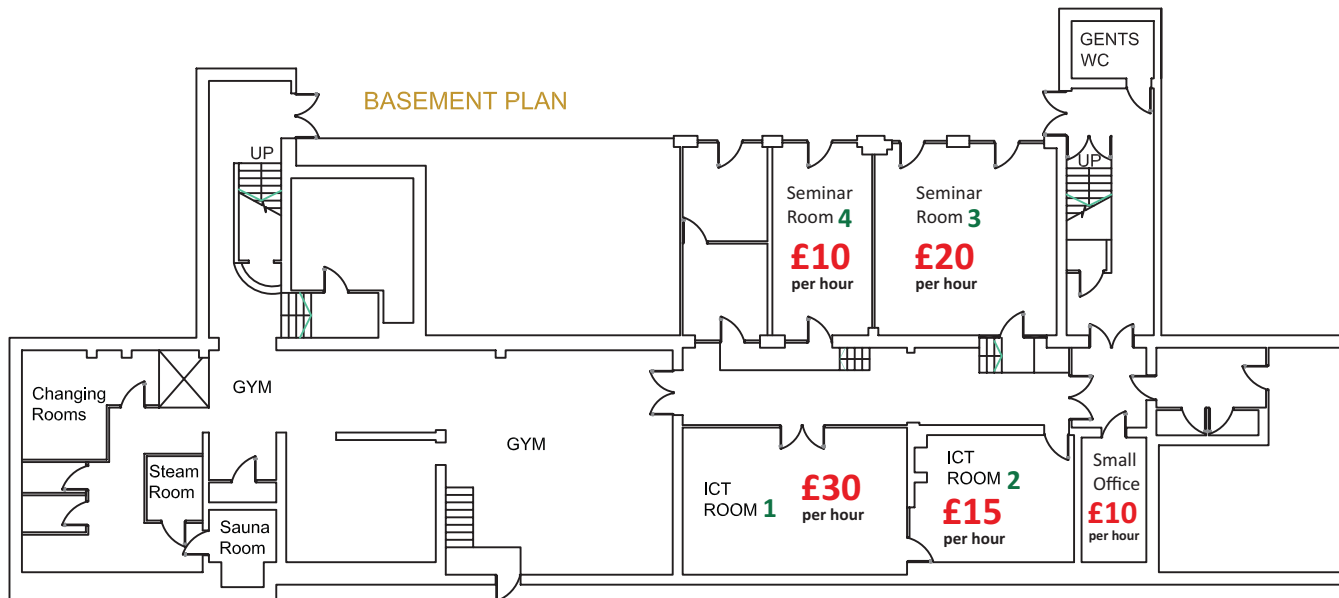 GENTS
WC
BASEMENT PLAN
UP
UP
Seminar
Room 4
£10
per hour
Seminar
Room 3
£20
per hour
Changing
Rooms
GYM
GYM
Steam
Room
Sauna
Room
ICT
ROOM 1
£30
per hour
ICT
ROOM 2
£15
per hour
Small
Office
£10
per hour